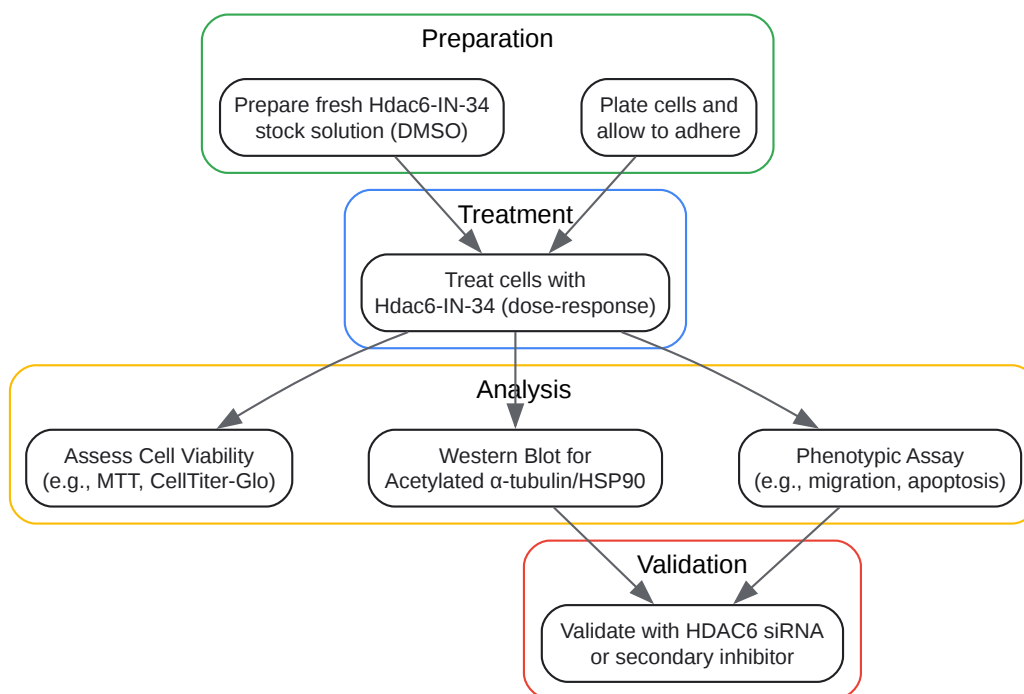 Preparation
Prepare fresh Hdac6-IN-34
stock solution (DMSO)
Plate cells and
allow to adhere
Treatment
Treat cells with
Hdac6-IN-34 (dose-response)
Analysis
Assess Cell Viability
(e.g., MTT, CellTiter-Glo)
Western Blot for
Acetylated α-tubulin/HSP90
Phenotypic Assay
(e.g., migration, apoptosis)
Validation
Validate with HDAC6 siRNA
or secondary inhibitor